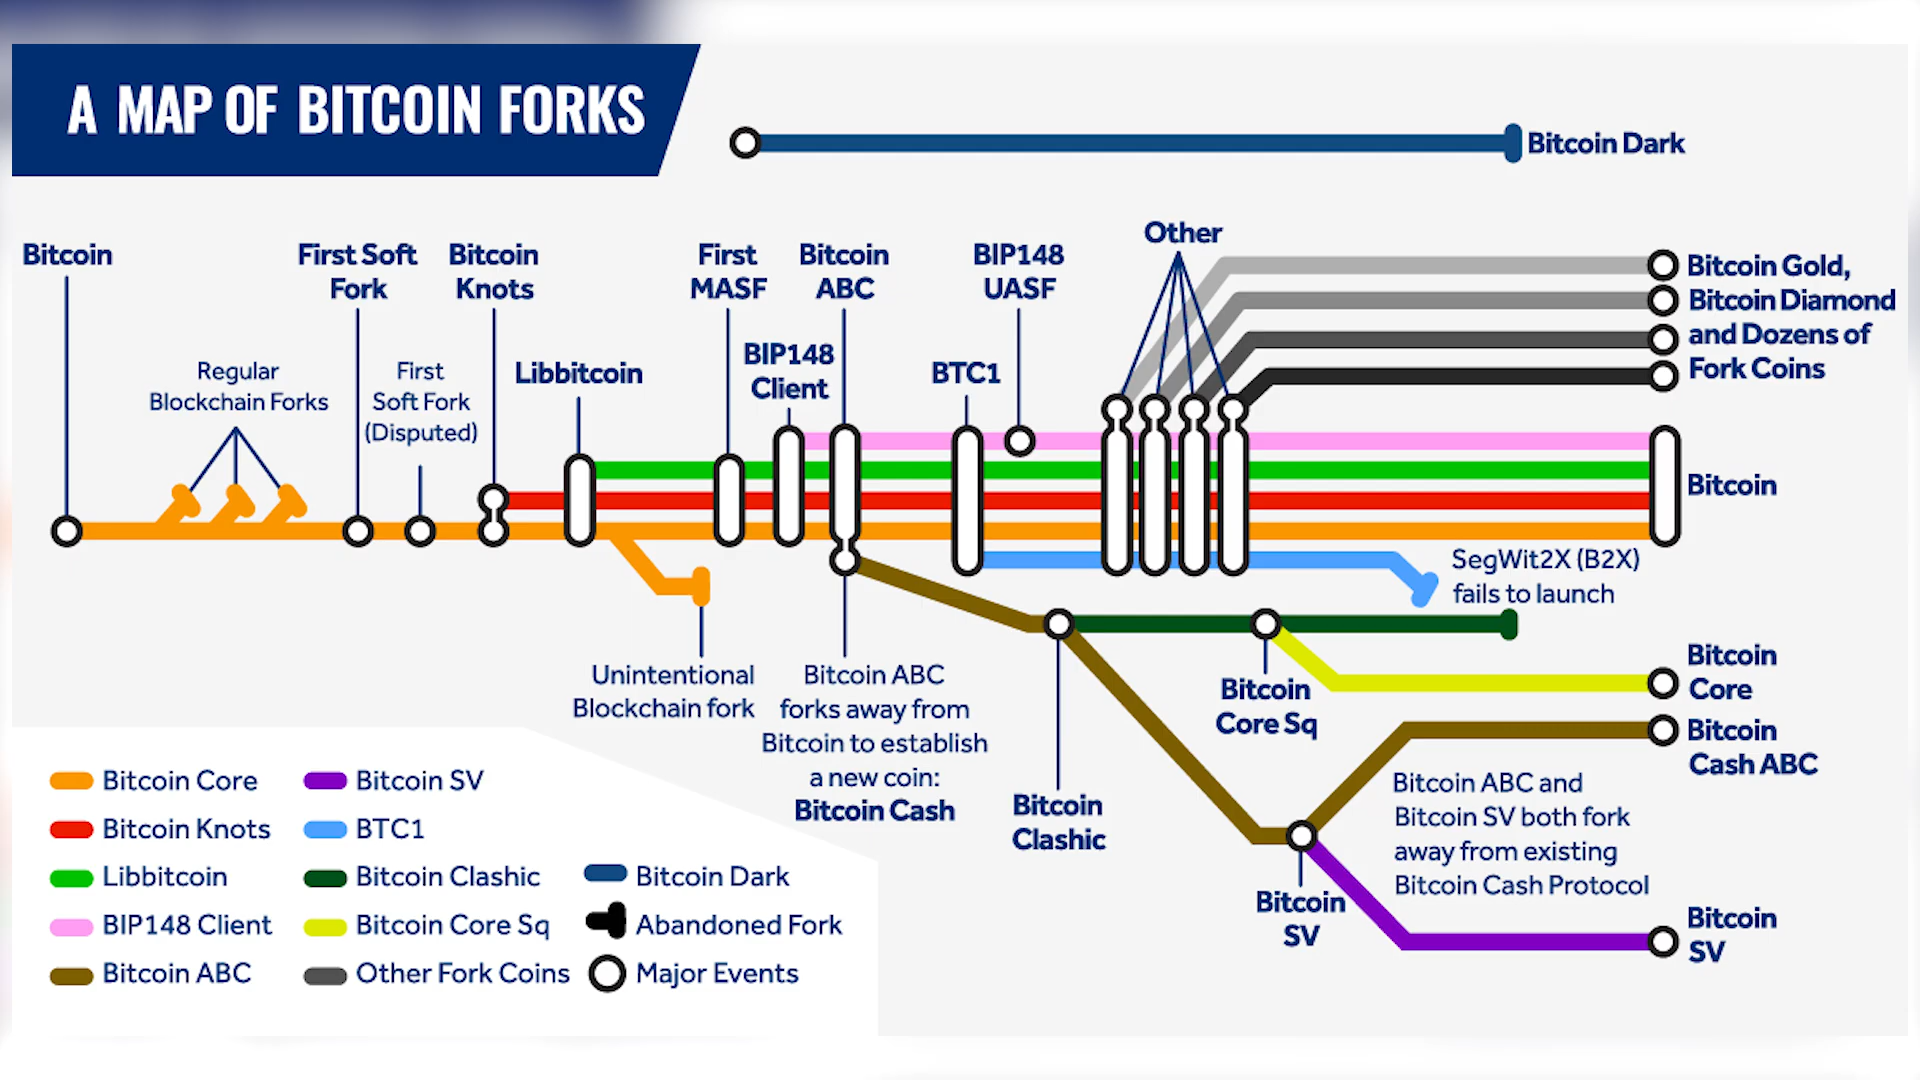 A MAP OF BITCOIN FORKS
Bitcoin Dark
Bitcoin
First Soft
Fork
Bitcoin
Knots
First
MASF
Bitcoin
ABC
BIP148
UASF
Other
Bitcoin Gold,
Bitcoin Diamond
and Dozens of
Fork Coins
Regular
Blockchain Forks
First
Soft Fork
(Disputed)
Libbitcoin
BIP148
Client
BTC1
Bitcoin
SegWit2X (B2X)
fails to launch
Unintentional
Blockchain fork
Bitcoin ABC
forks away from
Bitcoin to establish
a new coin:
Bitcoin Cash
Bitcoin
Clashic
Bitcoin
Core Sq
Bitcoin
Core
Bitcoin
Cash ABC
Bitcoin ABC and
Bitcoin SV both fork
away from existing
Bitcoin Cash Protocol
Bitcoin
SV
Bitcoin
SV
Bitcoin Core
Bitcoin Knots
Libbitcoin
BIP148 Client
Bitcoin ABC
Bitcoin SV
BTC1
Bitcoin Clashic
Bitcoin Core Sq
Other Fork Coins
Bitcoin Dark
Abandoned Fork
Major Events